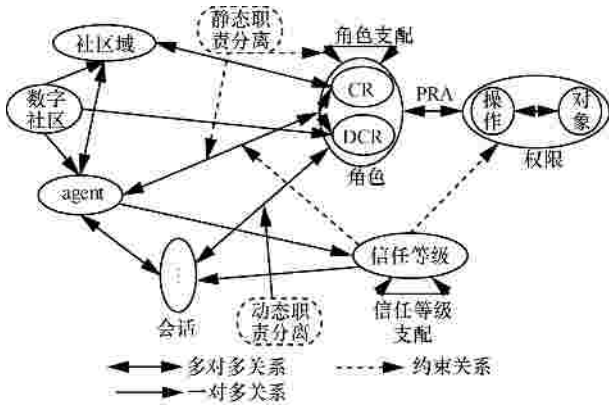 静态职
责分离
社区域
角色支配
CR
PRA
操
作
对
象
数字
社区
DCR
权限
角色
agent
信任等级
⋮
会话
动态职
责分离
信任等级
支配
多对多关系
约束关系
一对多关系